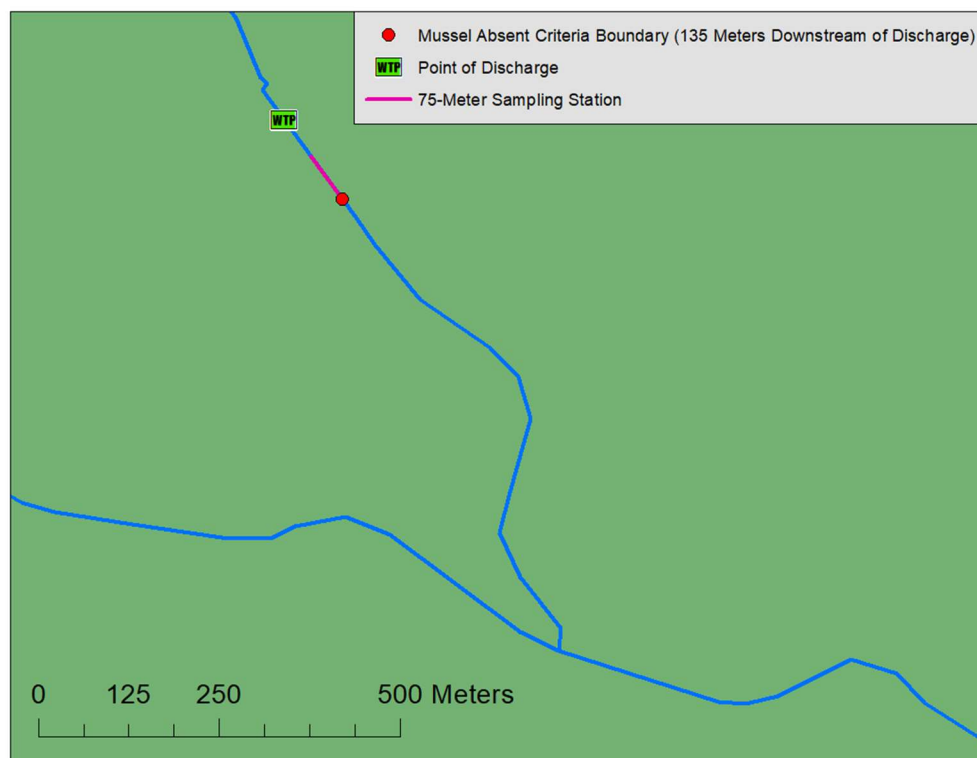 Mussel Absent Criteria Boundary (135 Meters Downstream of Discharge)
WTP Point of Discharge
75-Meter Sampling Station
WTP
0 125 250 500 Meters